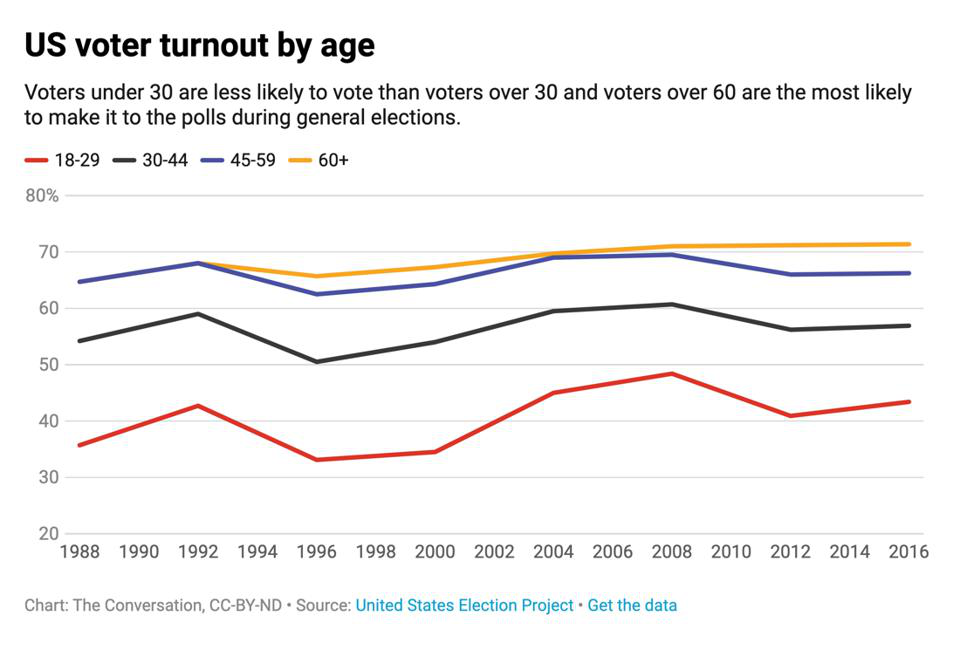 US voter turnout by age
Voters under 30 are less likely to vote than voters over 30 and voters over 60 are the most likely
to make it to the polls during general elections.
18-29 30-44 45-59 60+
80%
70
60
50
40
30
20
1988 1990 1992 1994 1996 1998 2000 2002 2004 2006 2008 2010 2012 2014 2016
Chart: The Conversation, CC-BY-ND • Source: United States Election Project • Get the data